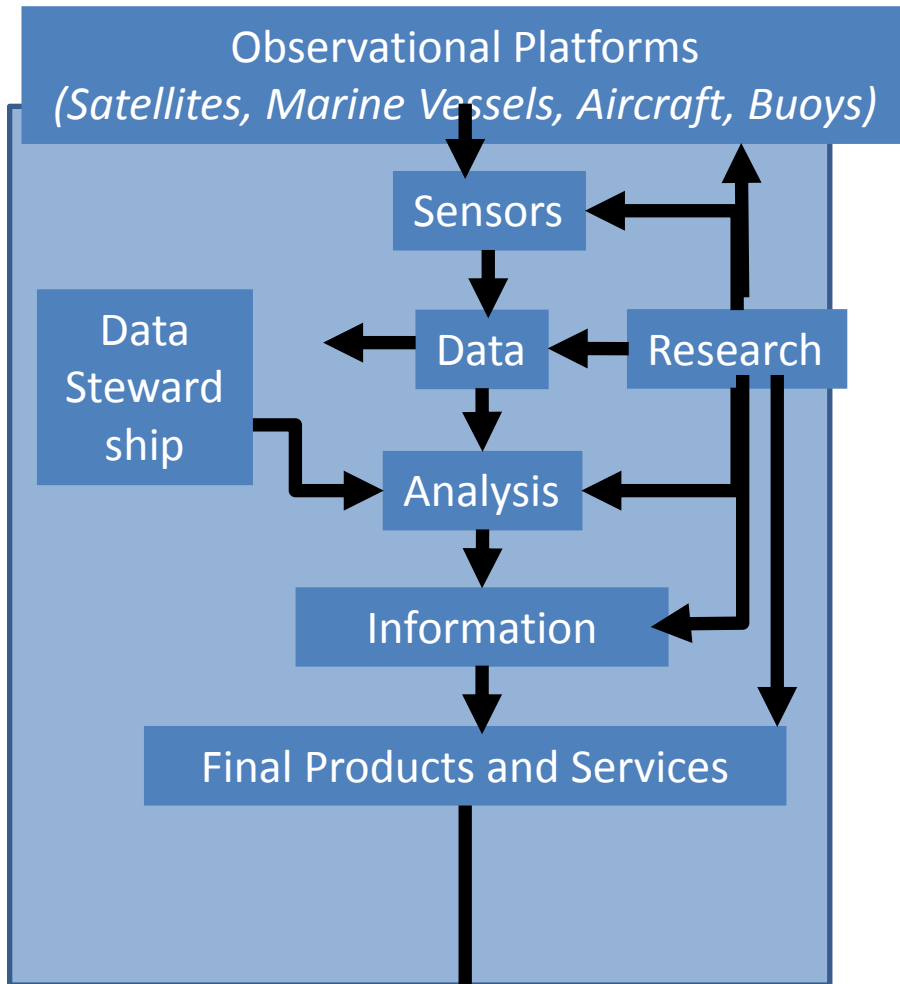 Observational Platforms
(Satellites, Marine Vessels, Aircraft, Buoys)
Sensors
Data
Steward
ship
Data
Research
Analysis
Information
Final Products and Services